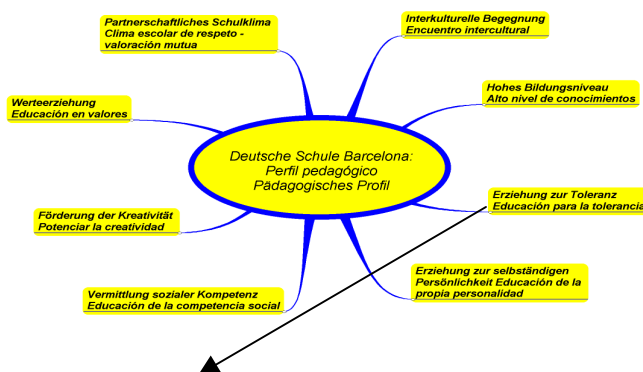 Partnerschaftliches Schulklima
Clima escolar de respeto -
valoración mutua
Interkulturelle Begegnung
Encuentro intercultural
Werteerziehung
Educación en valores
Hohes Bildungsniveau
Alto nivel de conocimientos
Deutsche Schule Barcelona:
Perfil pedagógico
Pädagogisches Profil
Förderung der Kreativität
Potenciar la creatividad
Erziehung zur Toleranz
Educación para la tolerancia
Vermittlung sozialer Kompetenz
Educación de la competencia social
Erziehung zur selbständigen
Persönlichkeit Educación de la
propia personalidad